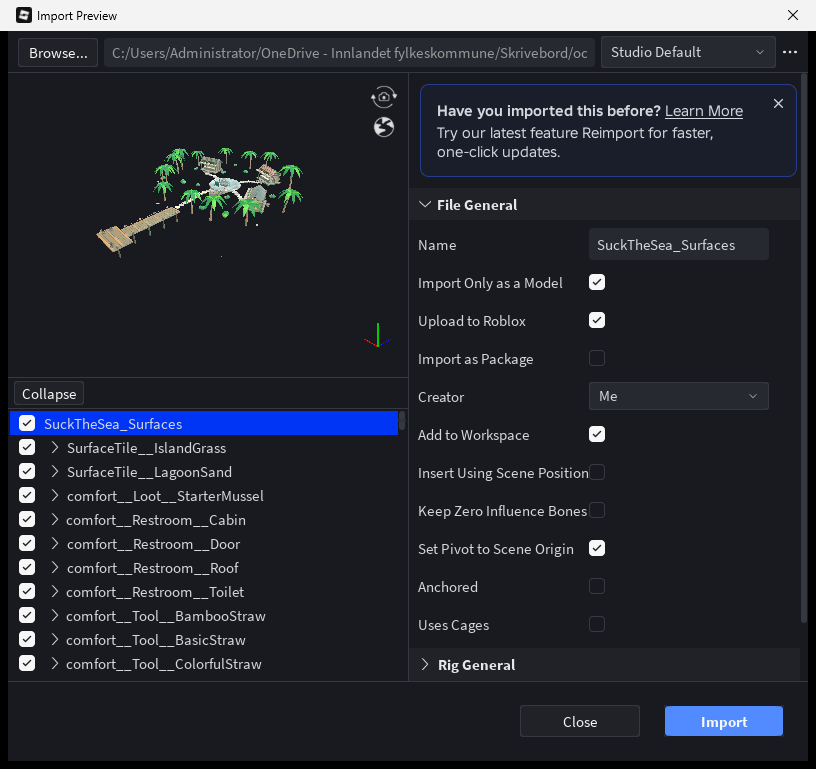 Import Preview
Browse...
C:/Users/Administrator/OneDrive - Innlandet fylkeskommune/Skrivebord/oc
Studio Default
Have you imported this before? Learn More
Try our latest feature Reimport for faster,
one-click updates.
File General
Name
SuckTheSea_Surfaces
Import Only as a Model
Upload to Roblox
Import as Package
Creator
Me
Add to Workspace
Insert Using Scene Position
Keep Zero Influence Bones
Set Pivot to Scene Origin
Anchored
Uses Cages
Rig General
Collapse
SuckTheSea_Surfaces
SurfaceTile__IslandGrass
SurfaceTile__LagoonSand
comfort__Loot__StarterMussel
comfort__Restroom__Cabin
comfort__Restroom__Door
comfort__Restroom__Roof
comfort__Restroom__Toilet
comfort__Tool__BambooStraw
comfort__Tool__BasicStraw
comfort__Tool__ColorfulStraw
Close
Import